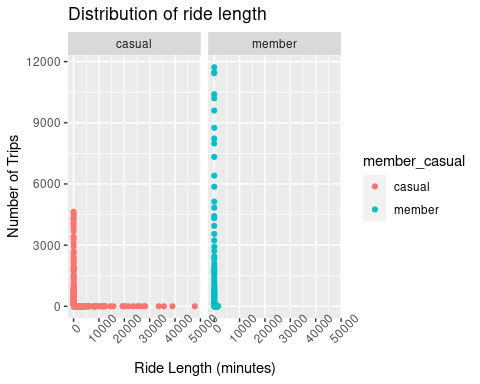 Distribution of ride length
casual
member
12000
9000
6000
3000
0
Number of Trips
0 10000 20000 30000 40000 50000
0 10000 20000 30000 40000 50000
Ride Length (minutes)
member_casual
casual
member